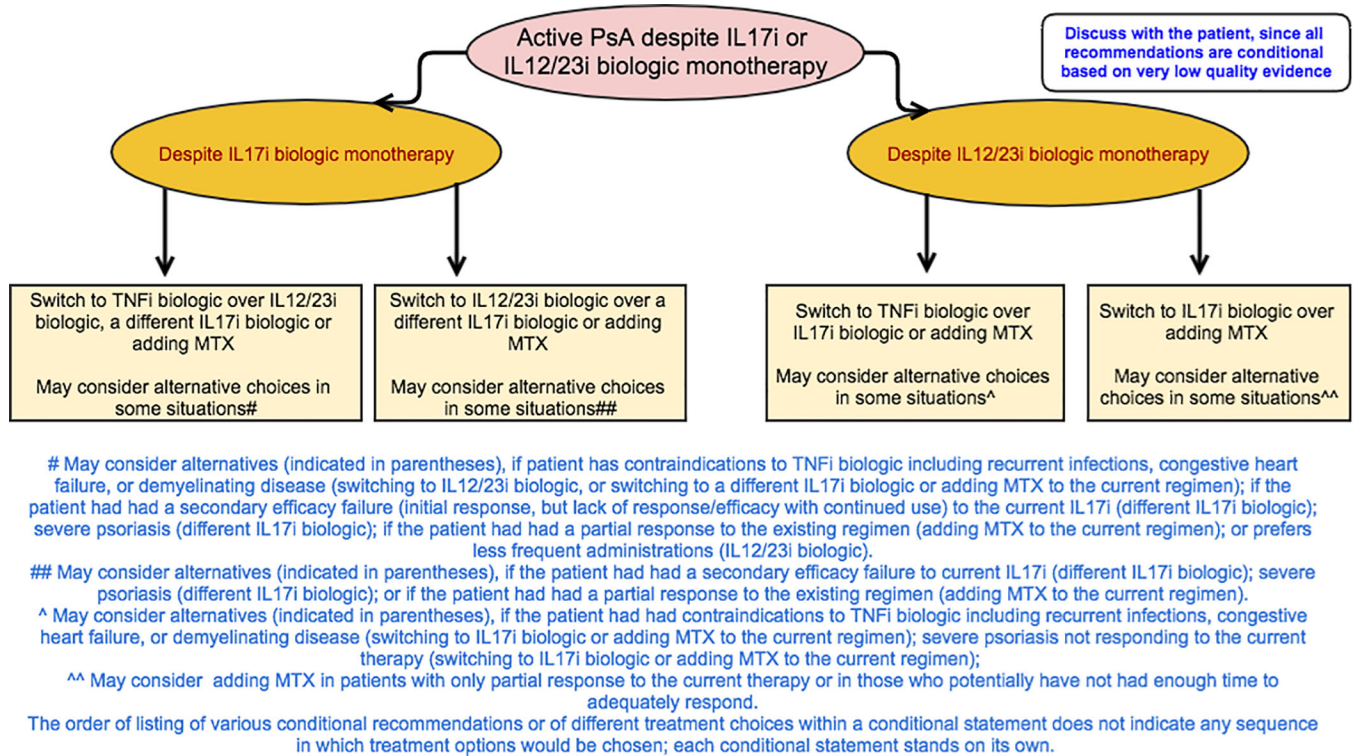 Active PsA despite IL17i or
IL12/23i biologic monotherapy
Discuss with the patient, since all
recommendations are conditional
based on very low quality evidence
Despite IL17i biologic monotherapy
Despite IL12/23i biologic monotherapy
Switch to TNFi biologic over IL12/23i
biologic, a different IL17i biologic or
adding MTX
May consider alternative choices in
some situations#
Switch to IL12/23i biologic over a
different IL17i biologic or adding
MTX
May consider alternative choices
in some situations##
Switch to TNFi biologic over
IL17i biologic or adding MTX
May consider alternative choices
in some situations^
Switch to IL17i biologic over
adding MTX
May consider alternative
choices in some situations^^
# May consider alternatives (indicated in parentheses), if patient has contraindications to TNFi biologic including recurrent infections, congestive heart
failure, or demyelinating disease (switching to IL12/23i biologic, or switching to a different IL17i biologic or adding MTX to the current regimen); if the
patient had had a secondary efficacy failure (initial response, but lack of response/efficacy with continued use) to the current IL17i (different IL17i biologic);
severe psoriasis (different IL17i biologic); if the patient had had a partial response to the existing regimen (adding MTX to the current regimen); or prefers
less frequent administrations (IL12/23i biologic).
## May consider alternatives (indicated in parentheses), if the patient had had a secondary efficacy failure to current IL17i (different IL17i biologic); severe
psoriasis (different IL17i biologic); or if the patient had had a partial response to the existing regimen (adding MTX to the current regimen).
^ May consider alternatives (indicated in parentheses), if the patient had had contraindications to TNFi biologic including recurrent infections, congestive
heart failure, or demyelinating disease (switching to IL17i biologic or adding MTX to the current regimen); severe psoriasis not responding to the current
therapy (switching to IL17i biologic or adding MTX to the current regimen);
^^ May consider adding MTX in patients with only partial response to the current therapy or in those who potentially have not had enough time to
adequately respond.
The order of listing of various conditional recommendations or of different treatment choices within a conditional statement does not indicate any sequence
in which treatment options would be chosen; each conditional statement stands on its own.